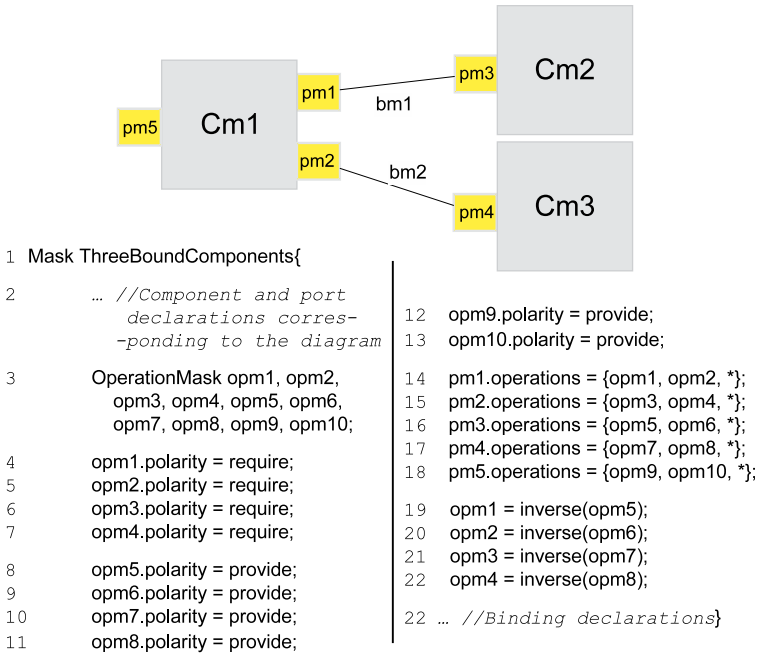 Cm2
pm3
pm1
bm1
Cm1
pm5
pm2
bm2
Cm3
pm4
1 Mask ThreeBoundComponents{
2 … //Component and port
declarations corres-
-ponding to the diagram
3 OperationMask opm1, opm2,
opm3, opm4, opm5, opm6,
opm7, opm8, opm9, opm10;
4 opm1.polarity = require;
5 opm2.polarity = require;
6 opm3.polarity = require;
7 opm4.polarity = require;
8 opm5.polarity = provide;
9 opm6.polarity = provide;
10 opm7.polarity = provide;
11 opm8.polarity = provide;
12 opm9.polarity = provide;
13 opm10.polarity = provide;
14 pm1.operations = {opm1, opm2, *};
15 pm2.operations = {opm3, opm4, *};
16 pm3.operations = {opm5, opm6, *};
17 pm4.operations = {opm7, opm8, *};
18 pm5.operations = {opm9, opm10, *};
19 opm1 = inverse(opm5);
20 opm2 = inverse(opm6);
21 opm3 = inverse(opm7);
22 opm4 = inverse(opm8);
22 … //Binding declarations}